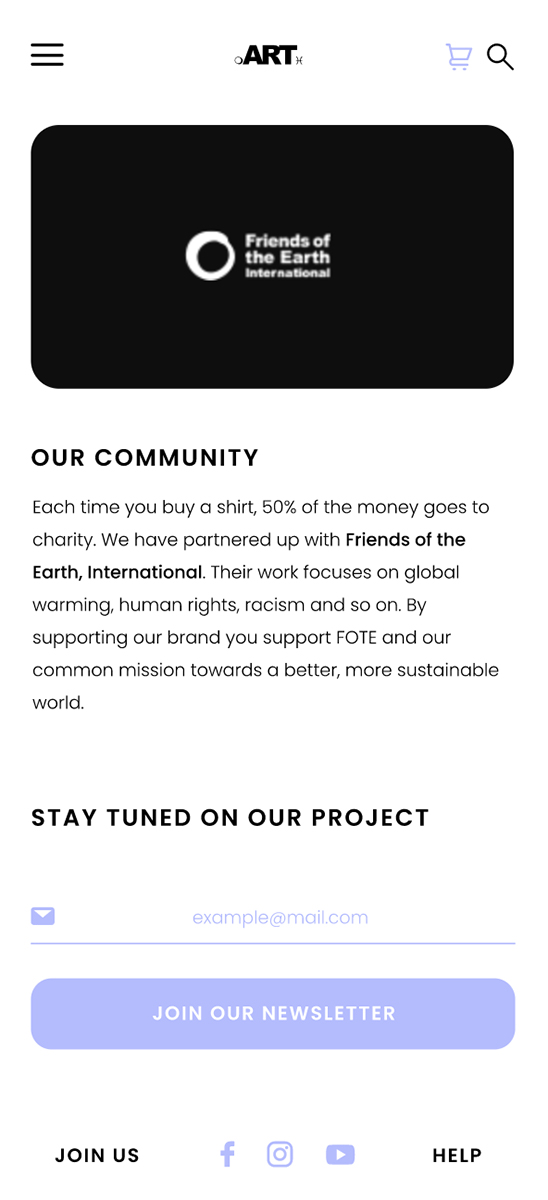 ART
Friends of
the Earth
International
OUR COMMUNITY
Each time you buy a shirt, 50% of the money goes to
charity. We have partnered up with Friends of the
Earth, International. Their work focuses on global
warming, human rights, racism and so on. By
supporting our brand you support FOTE and our
common mission towards a better, more sustainable
world.
STAY TUNED ON OUR PROJECT
example@mail.com
JOIN OUR NEWSLETTER
JOIN US
HELP